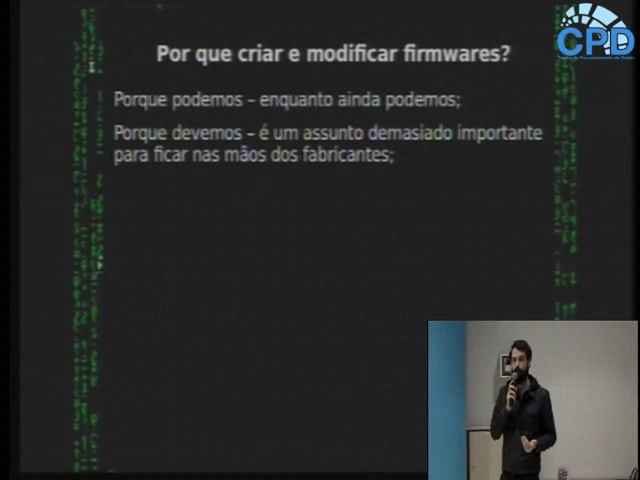 CPD
Por que criar e modificar firmwares?
Porque podemos – enquanto ainda podemos;
Porque devemos – é um assunto demasiado importante
para ficar nas mãos dos fabricantes;